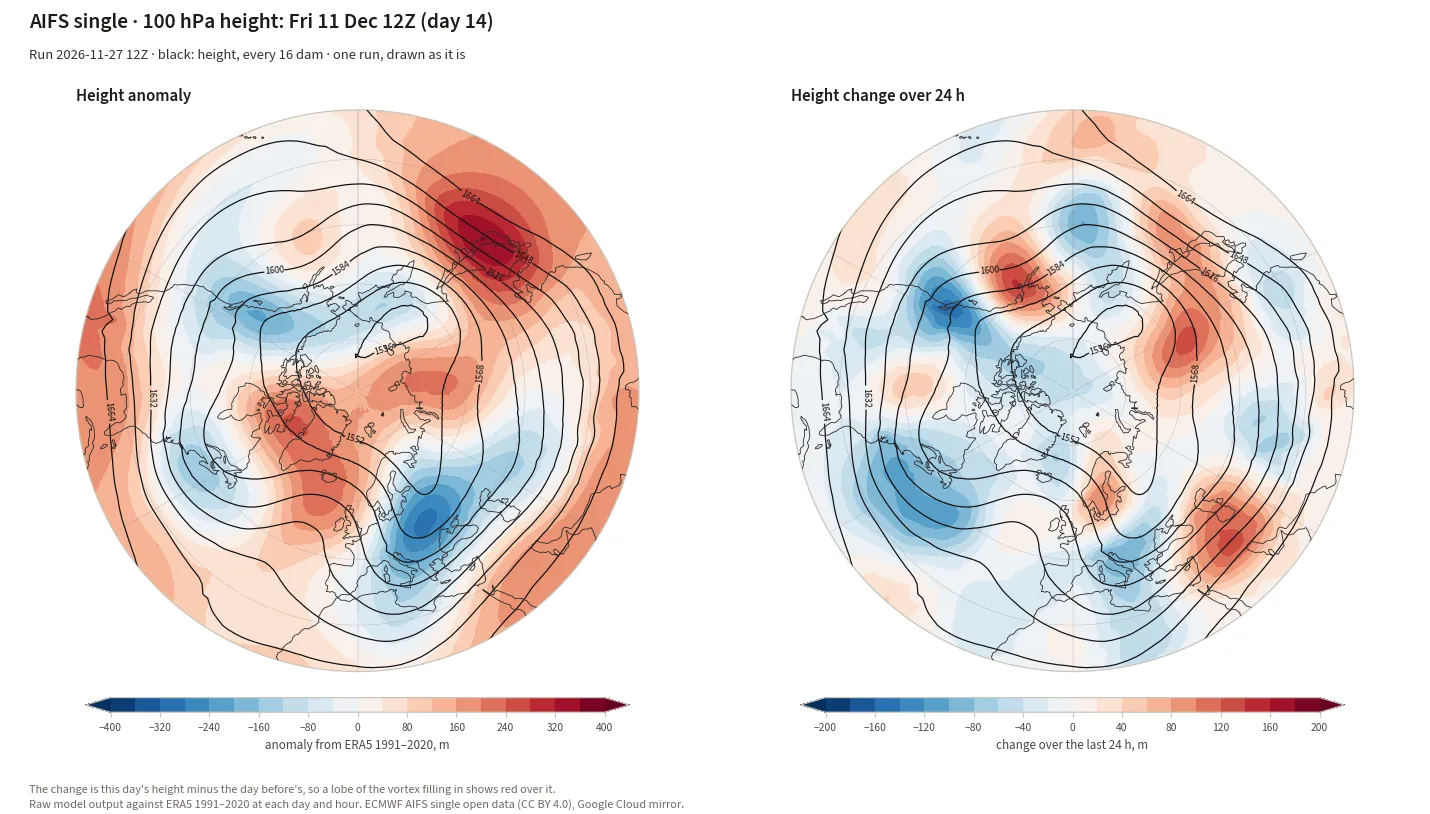 AIFS single · 100 hPa height: Fri 11 Dec 12Z (day 14)
Run 2026-11-27 12Z · black: height, every 16 dam · one run, drawn as it is
Height anomaly
1664
1648
1616
1600
1584
1536
1568
1632
1664
1552
−400 −320 −240 −160 −80 0 80 160 240 320 400
anomaly from ERA5 1991–2020, m
Height change over 24 h
1664
1648
1616
1600
1584
1536
1568
1632
1664
1552
−200 −160 −120 −80 −40 0 40 80 120 160 200
change over the last 24 h, m
The change is this day's height minus the day before's, so a lobe of the vortex filling in shows red over it.
Raw model output against ERA5 1991–2020 at each day and hour. ECMWF AIFS single open data (CC BY 4.0), Google Cloud mirror.